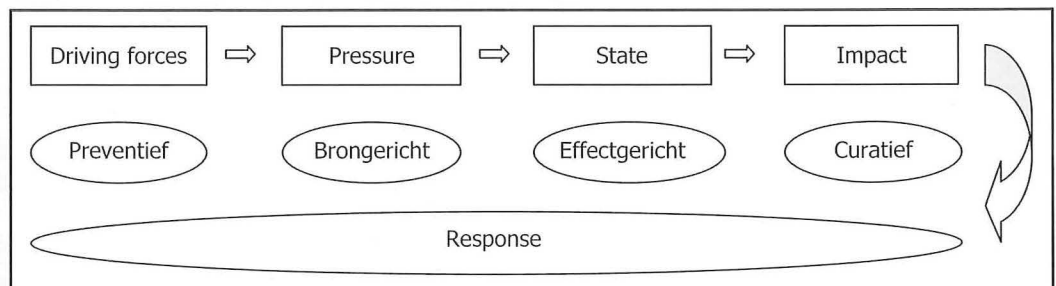 Driving forces Pressure State Impact
Preventief Brongericht Effectgericht Curatief
Response